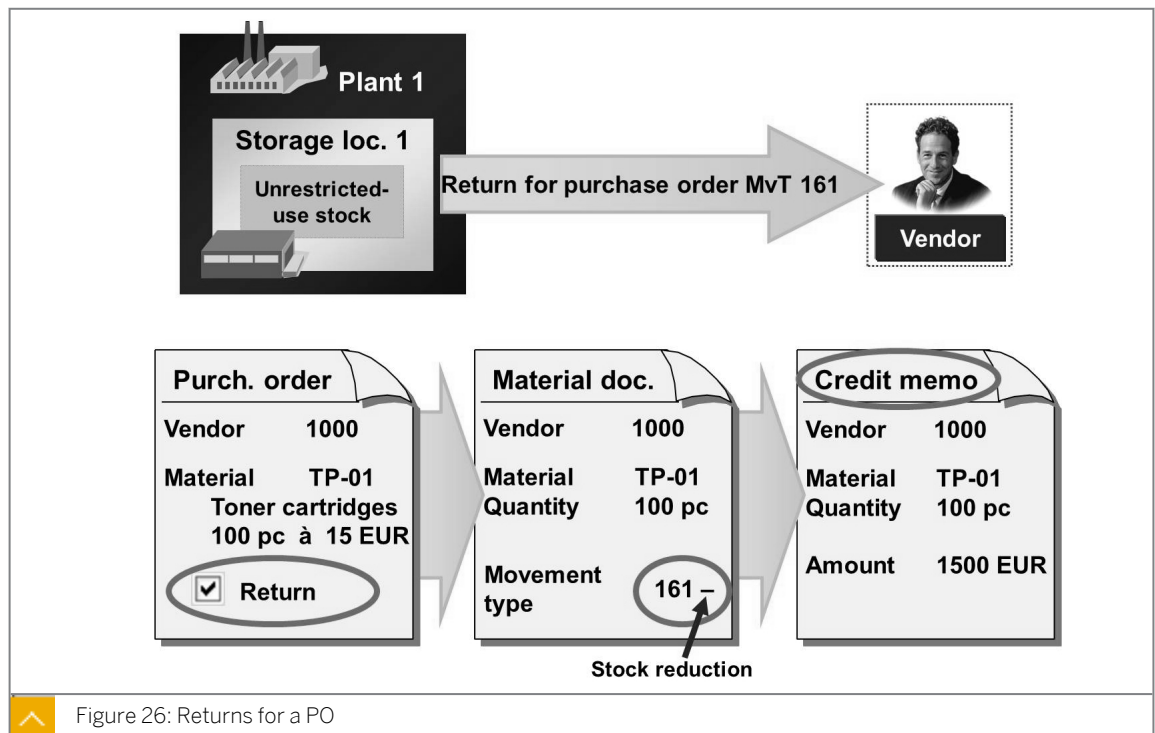 Plant 1
Storage loc. 1
Unrestricted-
use stock
Return for purchase order MvT 161
Vendor
Purch. order
Vendor 1000
Material TP-01
Toner cartridges
100 pc à 15 EUR
Return
Material doc.
Vendor 1000
Material TP-01
Quantity 100 pc
Movement
type 161 –
Stock reduction
Credit memo
Vendor 1000
Material TP-01
Quantity 100 pc
Amount 1500 EUR
Figure 26: Returns for a PO